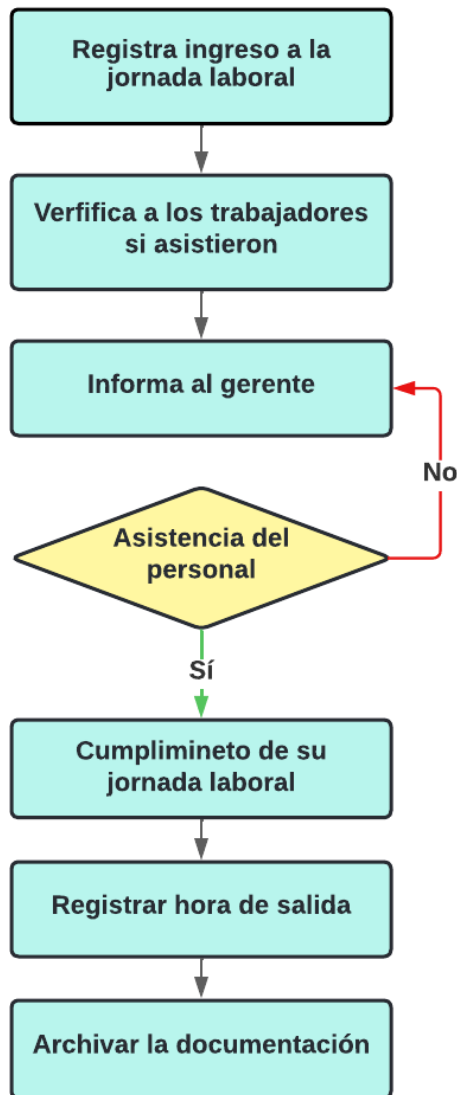 Registra ingreso a la
jornada laboral
Verfifica a los trabajadores
si asistieron
Informa al gerente
No
Asistencia del
personal
Sí
Cumplimineto de su
jornada laboral
Registrar hora de salida
Archivar la documentación